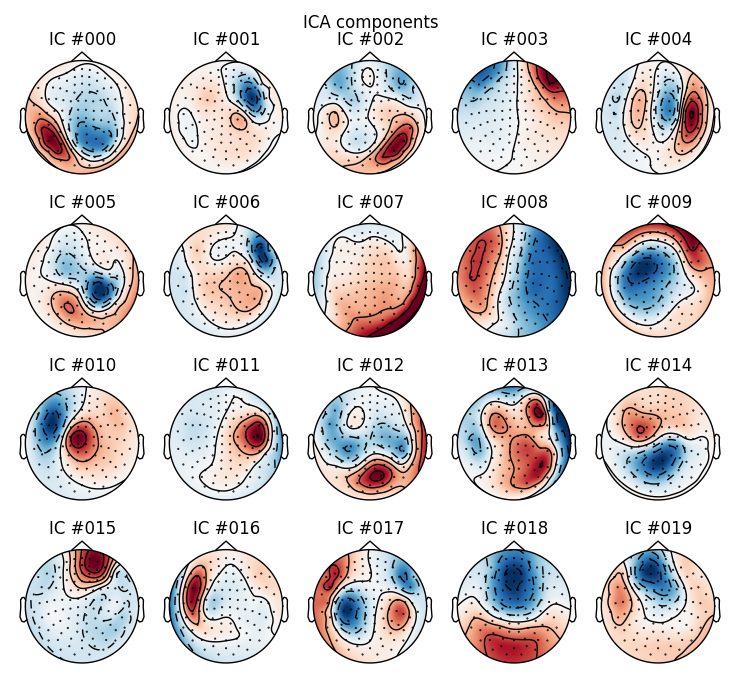 ICA components
IC #000 IC #001 IC #002 IC #003 IC #004
IC #005 IC #006 IC #007 IC #008 IC #009
IC #010 IC #011 IC #012 IC #013 IC #014
IC #015 IC #016 IC #017 IC #018 IC #019